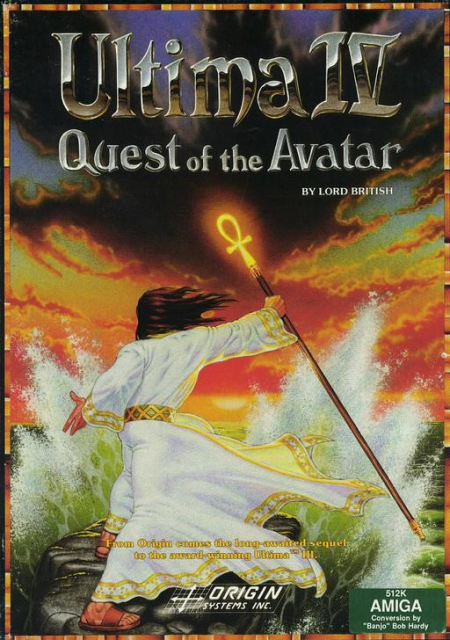 Ultima IV
Quest of the Avatar
BY LORD BRITISH
From Origin comes the long-awaited sequel
to the award-winning Ultima™ III.
ORIGIN
SYSTEMS INC.
512K
AMIGA
Conversion by
"Banjo" Bob Hardy